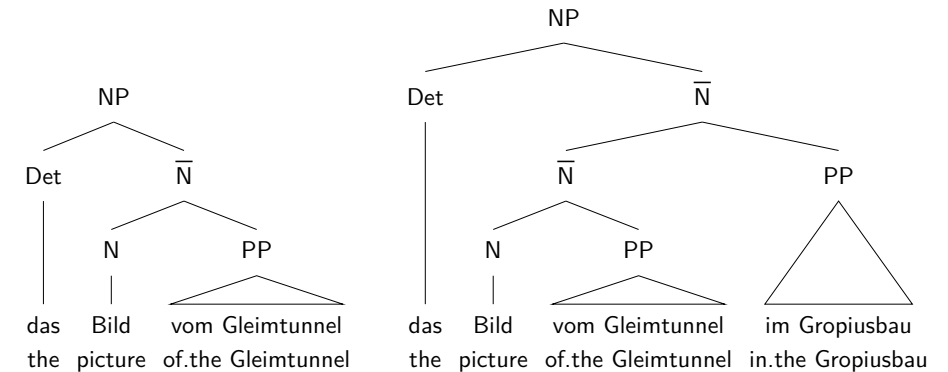 NP
Det N̅
N PP
das Bild vom Gleimtunnel
the picture of.the Gleimtunnel
NP
Det N̅
N̅ PP
N PP
das Bild vom Gleimtunnel im Gropiusbau
the picture of.the Gleimtunnel in.the Gropiusbau